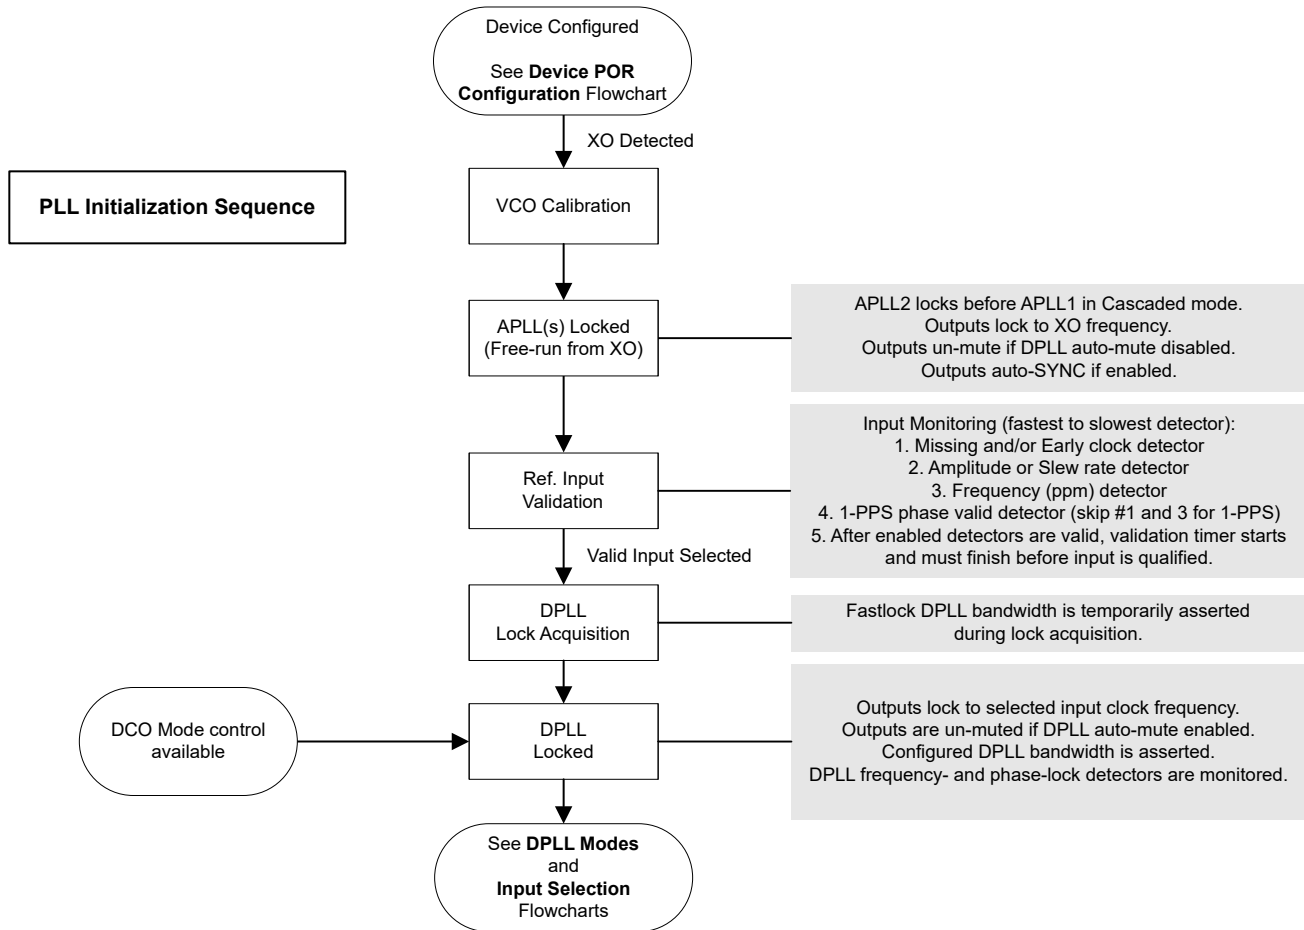 Device Configured
See Device POR
Configuration Flowchart
XO Detected
PLL Initialization Sequence
VCO Calibration
APLL(s) Locked
(Free-run from XO)
APLL2 locks before APLL1 in Cascaded mode.
Outputs lock to XO frequency.
Outputs un-mute if DPLL auto-mute disabled.
Outputs auto-SYNC if enabled.
Ref. Input
Validation
Input Monitoring (fastest to slowest detector):
1. Missing and/or Early clock detector
2. Amplitude or Slew rate detector
3. Frequency (ppm) detector
4. 1-PPS phase valid detector (skip #1 and 3 for 1-PPS)
5. After enabled detectors are valid, validation timer starts
and must finish before input is qualified.
Valid Input Selected
DPLL
Lock Acquisition
Fastlock DPLL bandwidth is temporarily asserted
during lock acquisition.
DCO Mode control
available
DPLL
Locked
Outputs lock to selected input clock frequency.
Outputs are un-muted if DPLL auto-mute enabled.
Configured DPLL bandwidth is asserted.
DPLL frequency- and phase-lock detectors are monitored.
See DPLL Modes
and
Input Selection
Flowcharts